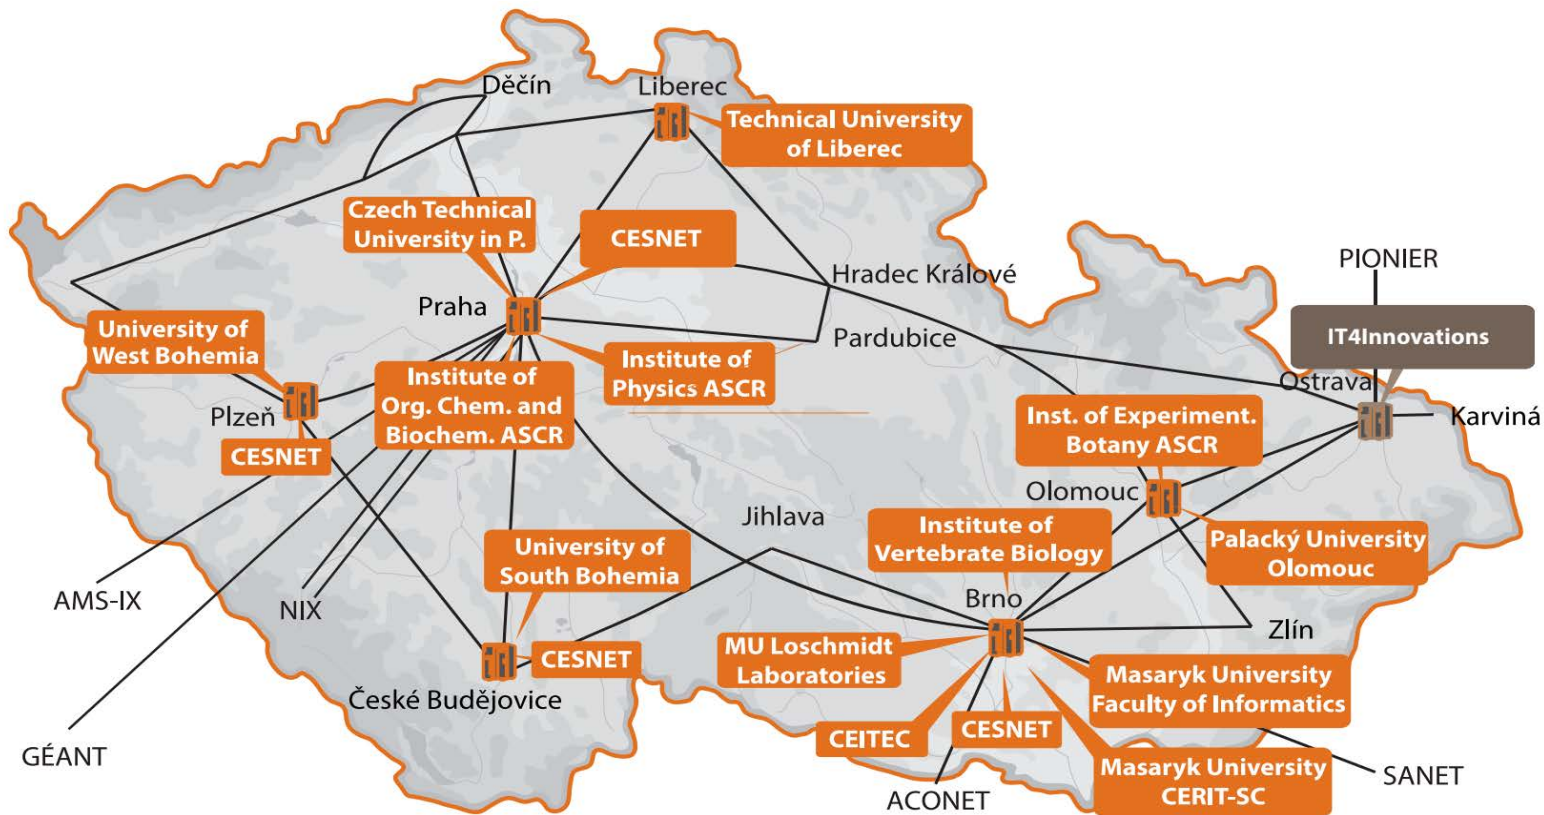 Děčín
Liberec
Technical University
of Liberec
Czech Technical
University in P.
CESNET
Hradec Králové
PIONIER
Praha
University of
West Bohemia
Pardubice
IT4Innovations
Institute of
Physics ASCR
Institute of
Org. Chem. and
Biochem. ASCR
Ostrava
Karviná
Plzeň
CESNET
Inst. of Experiment.
Botany ASCR
Olomouc
Jihlava
Institute of
Vertebrate Biology
Palacký University
Olomouc
University of
South Bohemia
AMS-IX
NIX
Brno
Zlín
CESNET
MU Loschmidt
Laboratories
Masaryk University
Faculty of Informatics
České Budějovice
CEITEC
CESNET
GÉANT
Masaryk University
CERIT-SC
SANET
ACONET